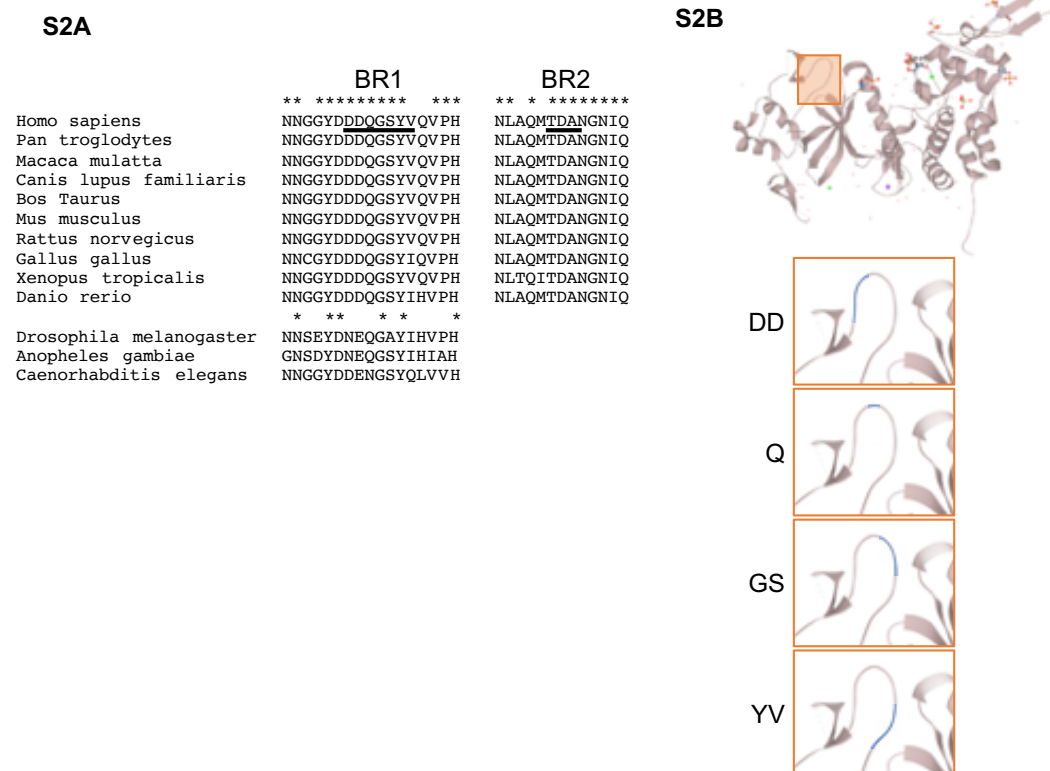 S2A
S2B
BR1 BR2
** ********* *** ** * ********
Homo sapiens NNGGYDDDQGSYVQVPH NLAQMTDANGNIQ
Pan troglodytes NNGGYDDDQGSYVQVPH NLAQMTDANGNIQ
Macaca mulatta NNGGYDDDQGSYVQVPH NLAQMTDANGNIQ
Canis lupus familiaris NNGGYDDDQGSYVQVPH NLAQMTDANGNIQ
Bos Taurus NNGGYDDDQGSYVQVPH NLAQMTDANGNIQ
Mus musculus NNGGYDDDQGSYVQVPH NLAQMTDANGNIQ
Rattus norvegicus NNGGYDDDQGSYVQVPH NLAQMTDANGNIQ
Gallus gallus NNCGYDDDQGSYIQVPH NLAQMTDANGNIQ
Xenopus tropicalis NNGGYDDDQGSYVQVPH NLTQITDANGNIQ
Danio rerio NNGGYDDDQGSYIHVPH NLAQMTDANGNIQ
* ** * * *
Drosophila melanogaster NNSEYDNEQGAYIHVPH
Anopheles gambiae GNSDYDNEQGSYIHIAH
Caenorhabditis elegans NNGGYDDENGSYQLVVH
DD
Q
GS
YV